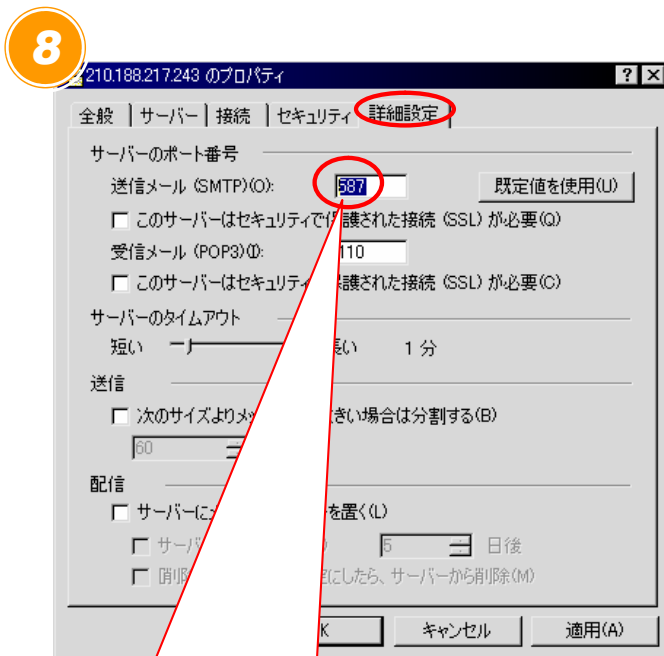 8
210.188.217.243 のプロパティ
全般 サーバー 接続 セキュリティ 詳細設定
サーバーのポート番号
送信メール (SMTP)(O): 587 既定値を使用(U)
このサーバーはセキュリティで保護された接続 (SSL) が必要(Q)
受信メール (POP3)(I): 110
このサーバーはセキュリティ 護された接続 (SSL) が必要(C)
サーバーのタイムアウト
短い 長い 1 分
送信
次のサイズよりメッ きい場合は分割する(B)
60
配信
サーバーに を置く(L)
サーバ 5 日後
削除 にしたら、サーバーから削除(M)
K キャンセル 適用(A)